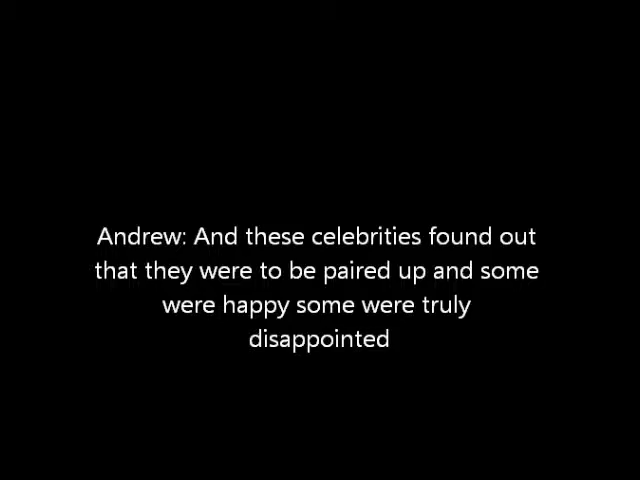 Andrew: And these celebrities found out
that they were to be paired up and some
were happy some were truly
disappointed